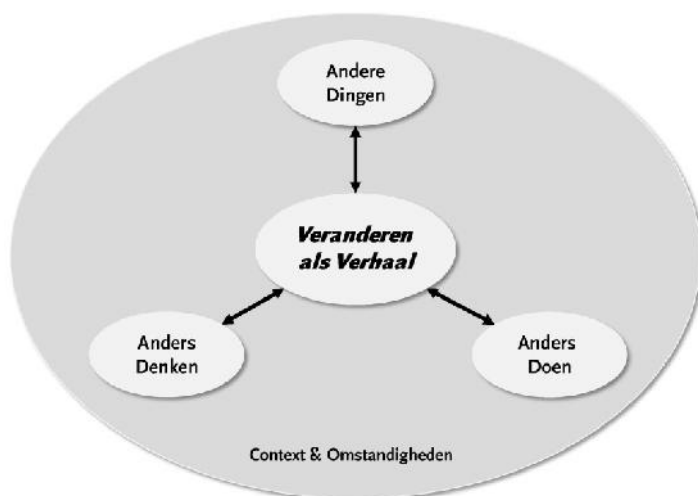 Andere
Dingen
Veranderen
als Verhaal
Anders
Denken
Anders
Doen
Context & Omstandigheden